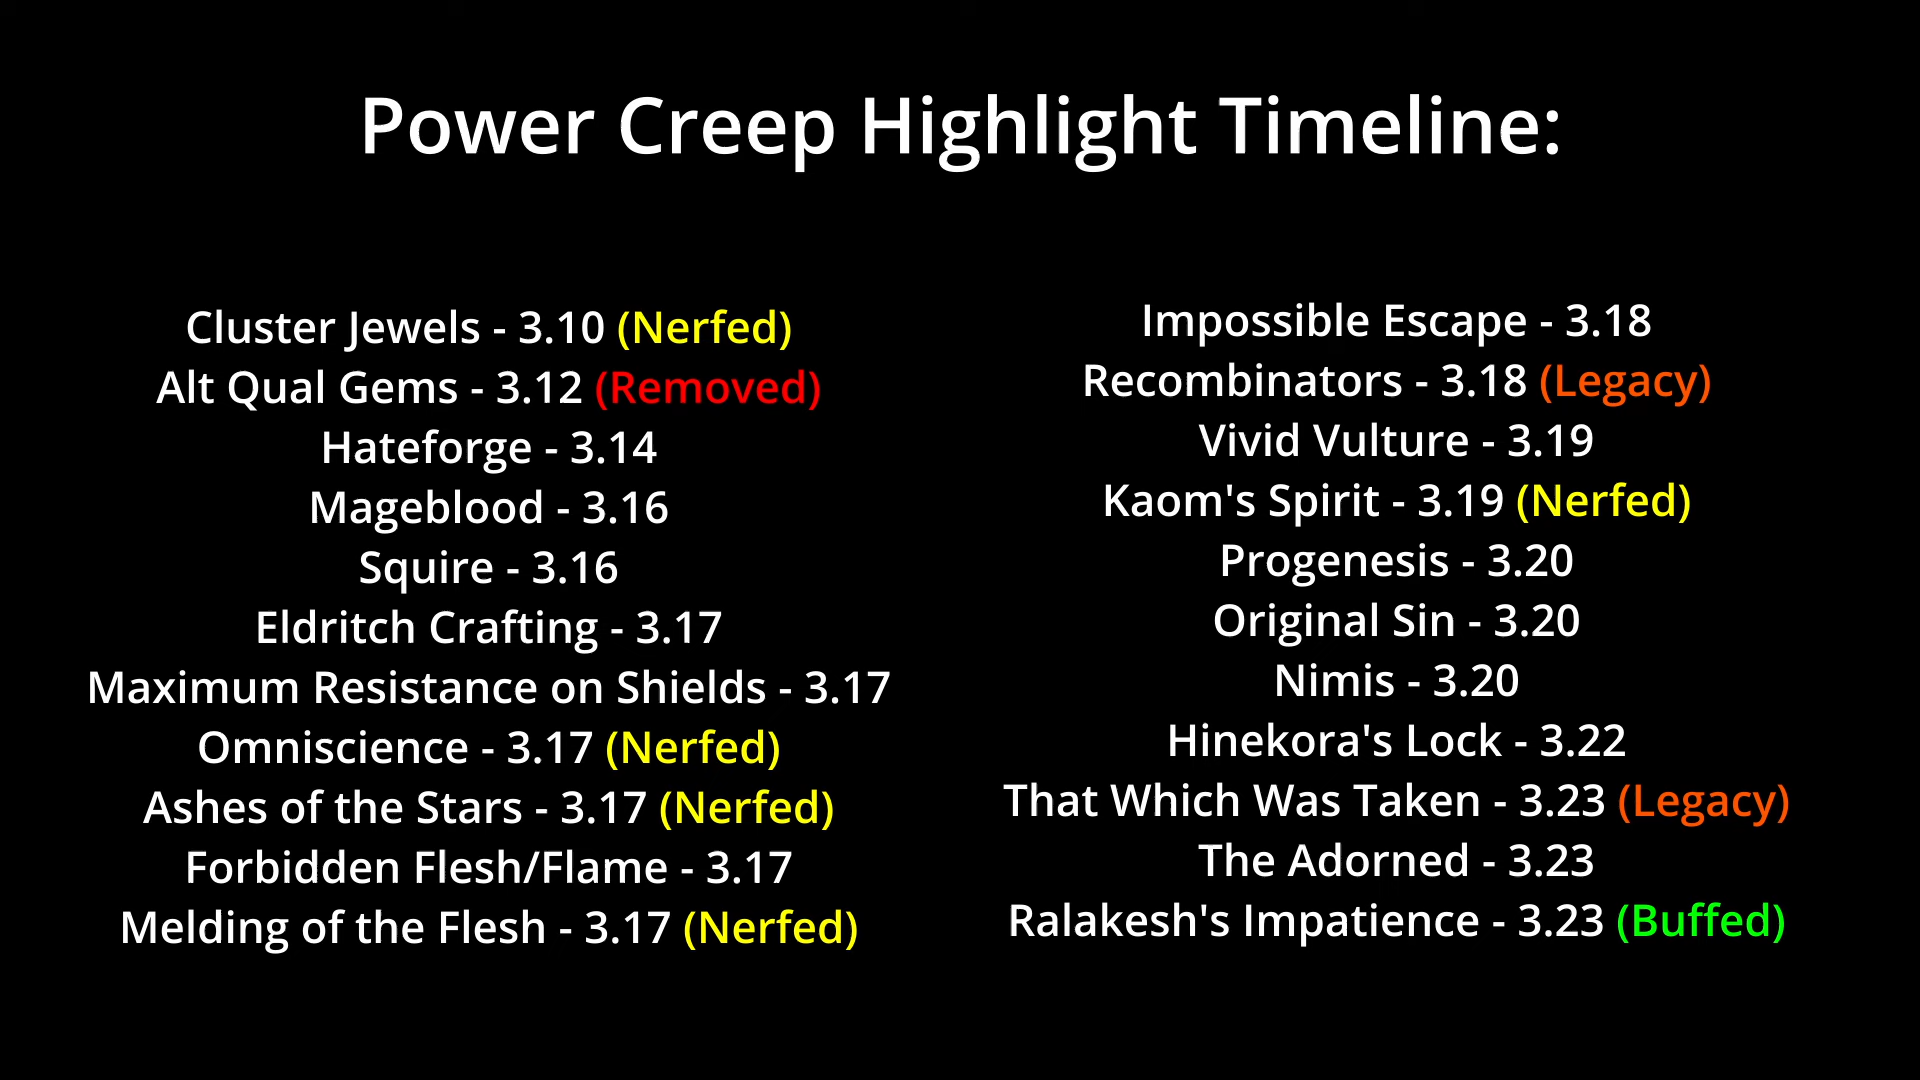 Power Creep Highlight Timeline:
Cluster Jewels - 3.10 (Nerfed)
Alt Qual Gems - 3.12 (Removed)
Hateforge - 3.14
Mageblood - 3.16
Squire - 3.16
Eldritch Crafting - 3.17
Maximum Resistance on Shields - 3.17
Omniscience - 3.17 (Nerfed)
Ashes of the Stars - 3.17 (Nerfed)
Forbidden Flesh/Flame - 3.17
Melding of the Flesh - 3.17 (Nerfed)
Impossible Escape - 3.18
Recombinators - 3.18 (Legacy)
Vivid Vulture - 3.19
Kaom's Spirit - 3.19 (Nerfed)
Progenesis - 3.20
Original Sin - 3.20
Nimis - 3.20
Hinekora's Lock - 3.22
That Which Was Taken - 3.23 (Legacy)
The Adorned - 3.23
Ralakesh's Impatience - 3.23 (Buffed)